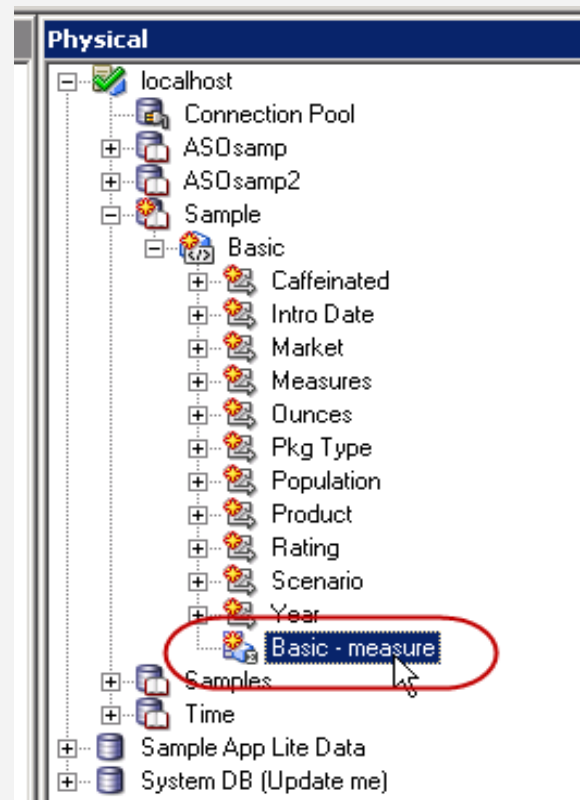 Physical
localhost
Connection Pool
ASOsamp
ASOsamp2
Sample
Basic
Caffeinated
Intro Date
Market
Measures
Ounces
Pkg Type
Population
Product
Rating
Scenario
Year
Basic - measure
Samples
Time
Sample App Lite Data
System DB (Update me)